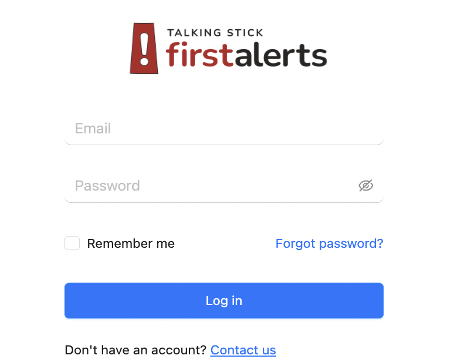 TALKING STICK
firstalerts
Email
Password
Remember me
Forgot password?
Log in
Don't have an account? Contact us